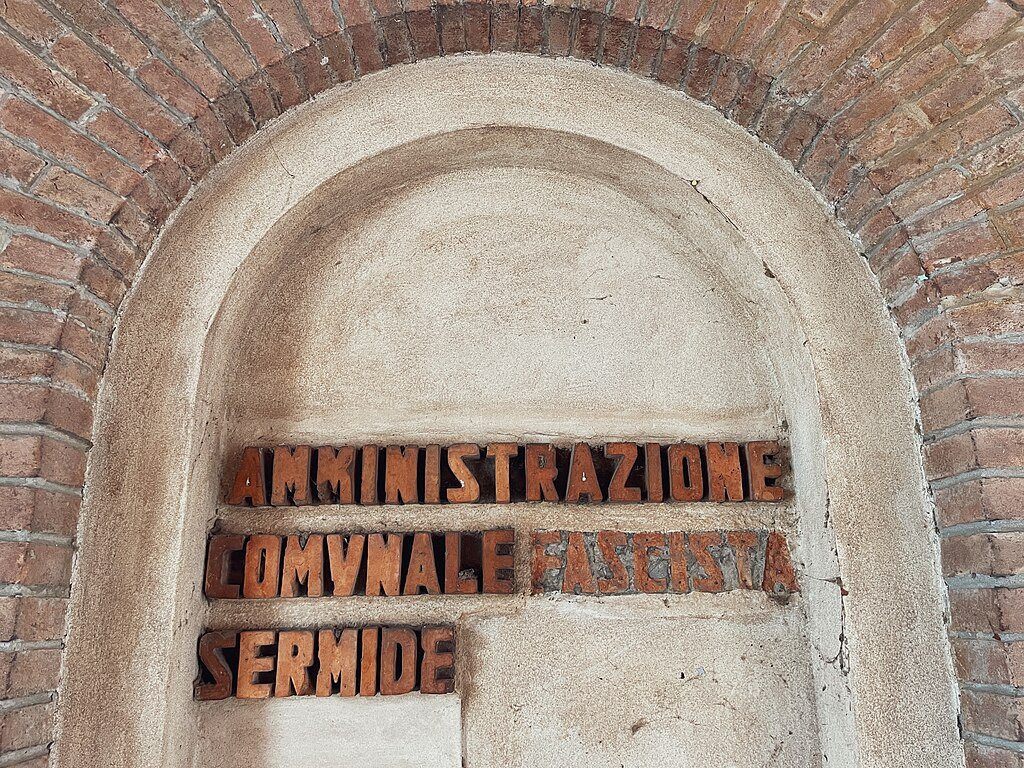 AMMINISTRAZIONE
COMVNALE FASCISTA
SERMIDE